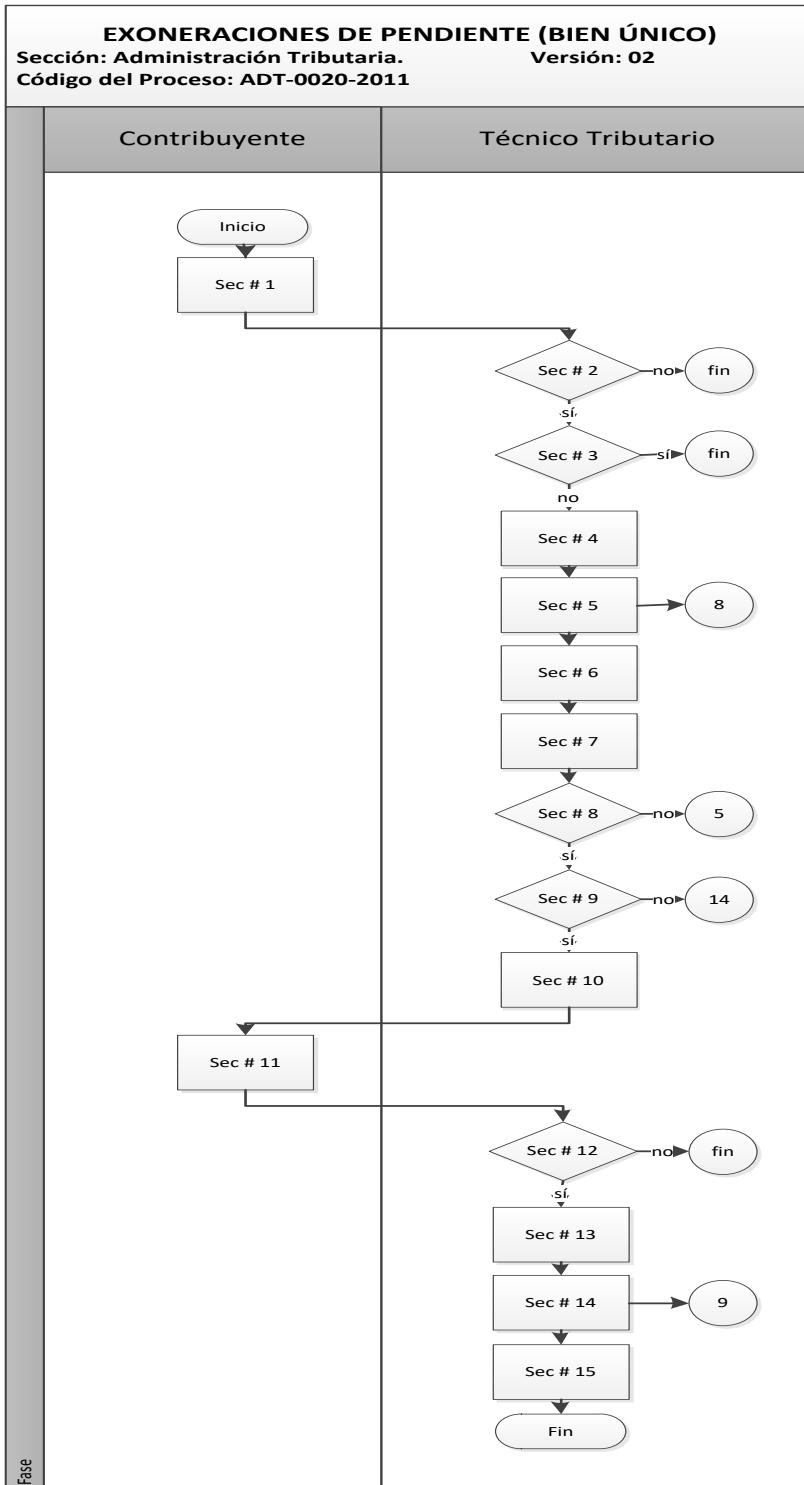 EXONERACIONES DE PENDIENTE (BIEN ÚNICO)
Sección: Administración Tributaria. Versión: 02
Código del Proceso: ADT-0020-2011
Contribuyente Técnico Tributario
Inicio
Sec # 1
Sec # 2 no fin
sí
Sec # 3 sí fin
no
Sec # 4
Sec # 5 8
Sec # 6
Sec # 7
Sec # 8 no 5
sí
Sec # 9 no 14
sí
Sec # 10
Sec # 11
Sec # 12 no fin
sí
Sec # 13
Sec # 14 9
Sec # 15
Fin
Fase